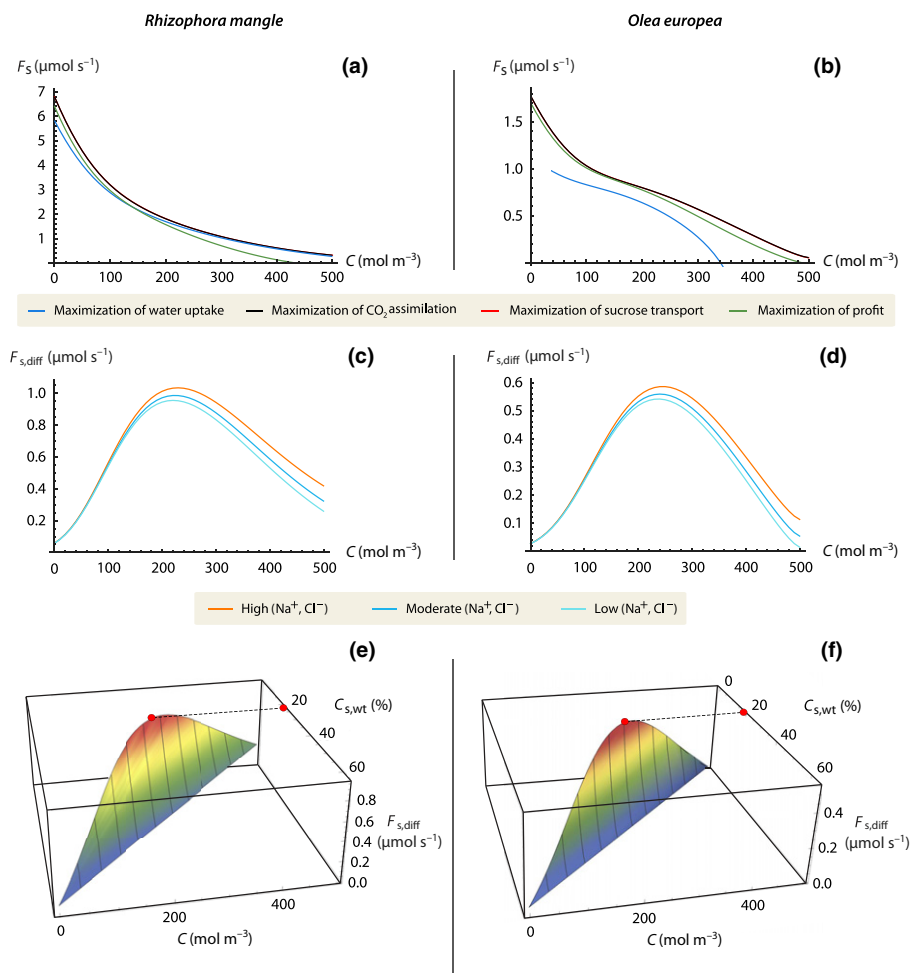 Rhizophora mangle
Olea europea
F_S (μmol s⁻¹)
(a)
7
6
5
4
3
2
1
0
100
200
300
400
500
C (mol m⁻³)
F_S (μmol s⁻¹)
(b)
1.5
1.0
0.5
0
100
200
300
400
500
C (mol m⁻³)
Maximization of water uptake Maximization of CO₂ assimilation Maximization of sucrose transport Maximization of profit
F_s,diff (μmol s⁻¹)
(c)
1.0
0.8
0.6
0.4
0.2
0
100
200
300
400
500
C (mol m⁻³)
F_s,diff (μmol s⁻¹)
(d)
0.6
0.5
0.4
0.3
0.2
0.1
0
100
200
300
400
500
C (mol m⁻³)
High (Na⁺, Cl⁻) Moderate (Na⁺, Cl⁻) Low (Na⁺, Cl⁻)
(e)
20
C_s,wt (%)
40
60
0.8
0.6
0.4
0.2
0.0
F_s,diff
(μmol s⁻¹)
0
200
400
C (mol m⁻³)
(f)
0
20
C_s,wt (%)
40
60
0.4
0.2
0.0
F_s,diff
(μmol s⁻¹)
0
200
400
C (mol m⁻³)